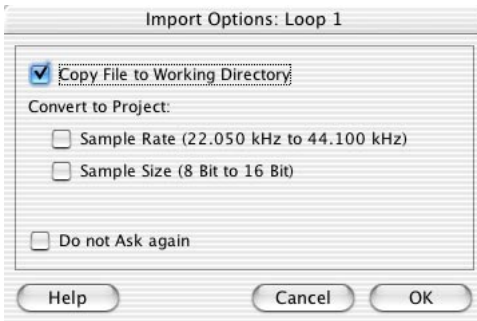 Import Options: Loop 1
Copy File to Working Directory
Convert to Project:
Sample Rate (22.050 kHz to 44.100 kHz)
Sample Size (8 Bit to 16 Bit)
Do not Ask again
Help Cancel OK